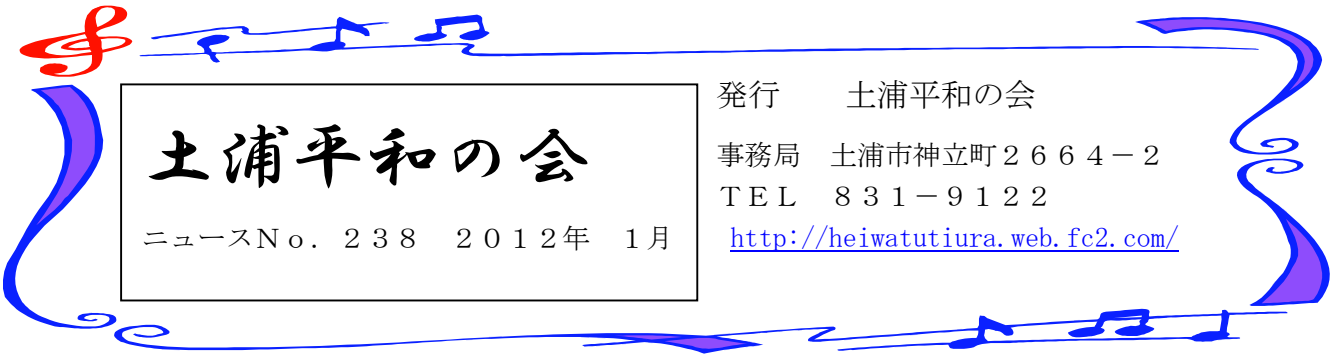 土浦平和の会
ニュースＮｏ．２３８　２０１２年　１月
発行　　土浦平和の会
事務局　土浦市神立町２６６４－２
ＴＥＬ　８３１－９１２２
http://heiwatutiura.web.fc2.com/